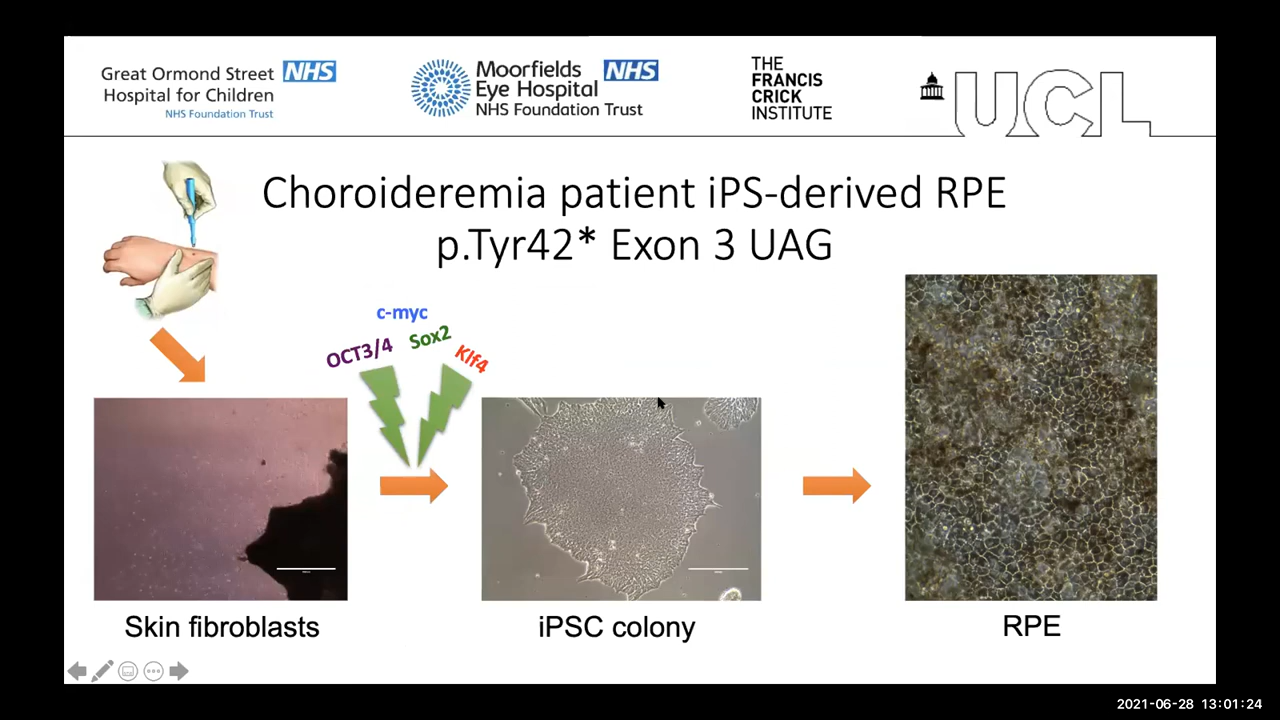 Great Ormond Street NHS
Hospital for Children
NHS Foundation Trust
Moorfields NHS
Eye Hospital
NHS Foundation Trust
THE
FRANCIS
CRICK
INSTITUTE
UCL
Choroideremia patient iPS-derived RPE
p.Tyr42* Exon 3 UAG
c-myc
OCT3/4 Sox2 Klf4
Skin fibroblasts
iPSC colony
RPE
2021-06-28 13:01:24